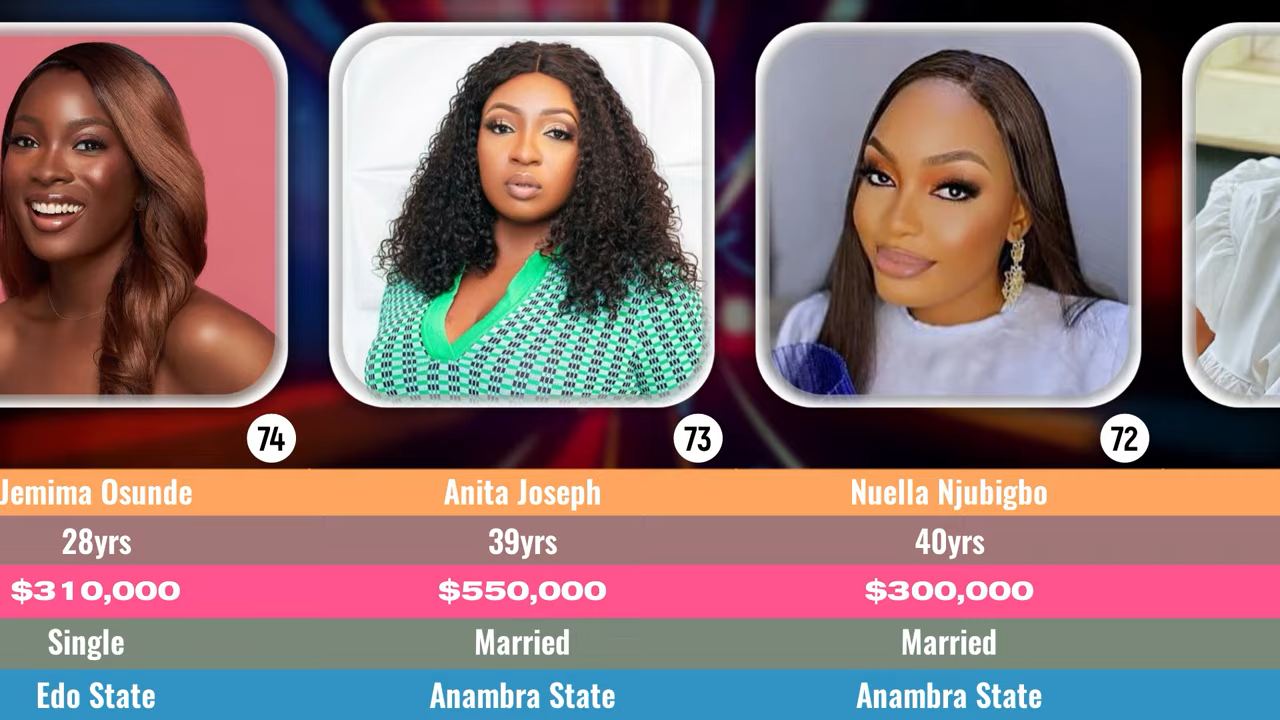 74
73
72
Jemima Osunde
Anita Joseph
Nuella Njubigbo
28yrs
39yrs
40yrs
$310,000
$550,000
$300,000
Single
Married
Married
Edo State
Anambra State
Anambra State